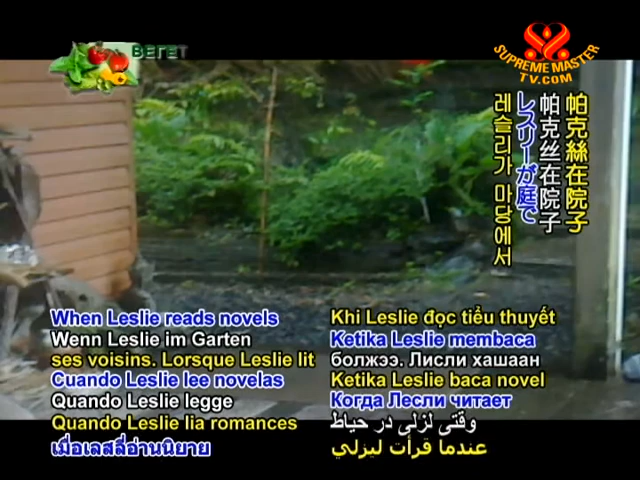 ВЕГЕТ
SUPREME MASTER
TV.COM
帕克絲在院子
帕克丝在院子
レスリーが庭で
레슬리가 마당에서
When Leslie reads novels
Wenn Leslie im Garten
ses voisins. Lorsque Leslie lit
Cuando Leslie lee novelas
Quando Leslie legge
Quando Leslie lia romances
เมื่อเลสลี่อ่านนิยาย
Khi Leslie đọc tiểu thuyết
Ketika Leslie membaca
болжээ. Лисли хашаан
Ketika Leslie baca novel
Когда Лесли читает
وقتی لزلی در حیاط
عندما قرأت ليزلي